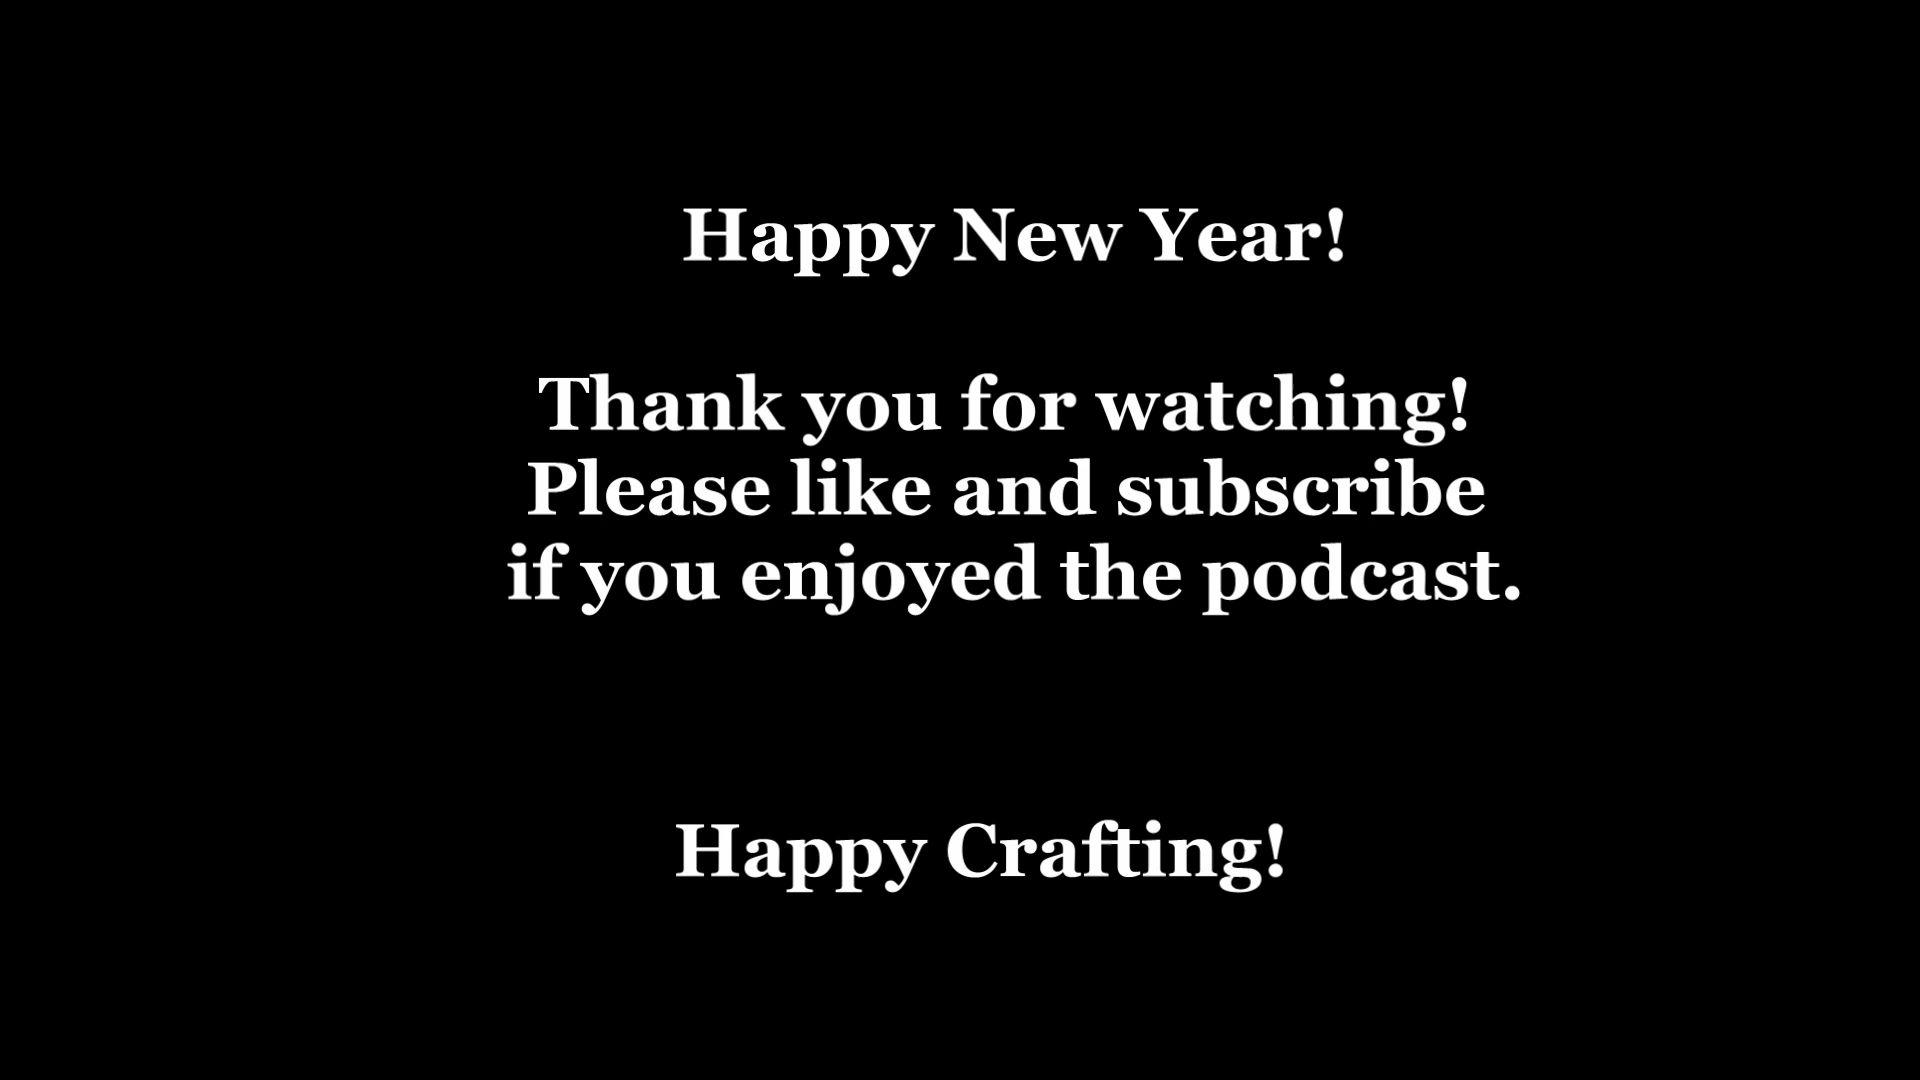 Happy New Year!
Thank you for watching!
Please like and subscribe
if you enjoyed the podcast.
Happy Crafting!